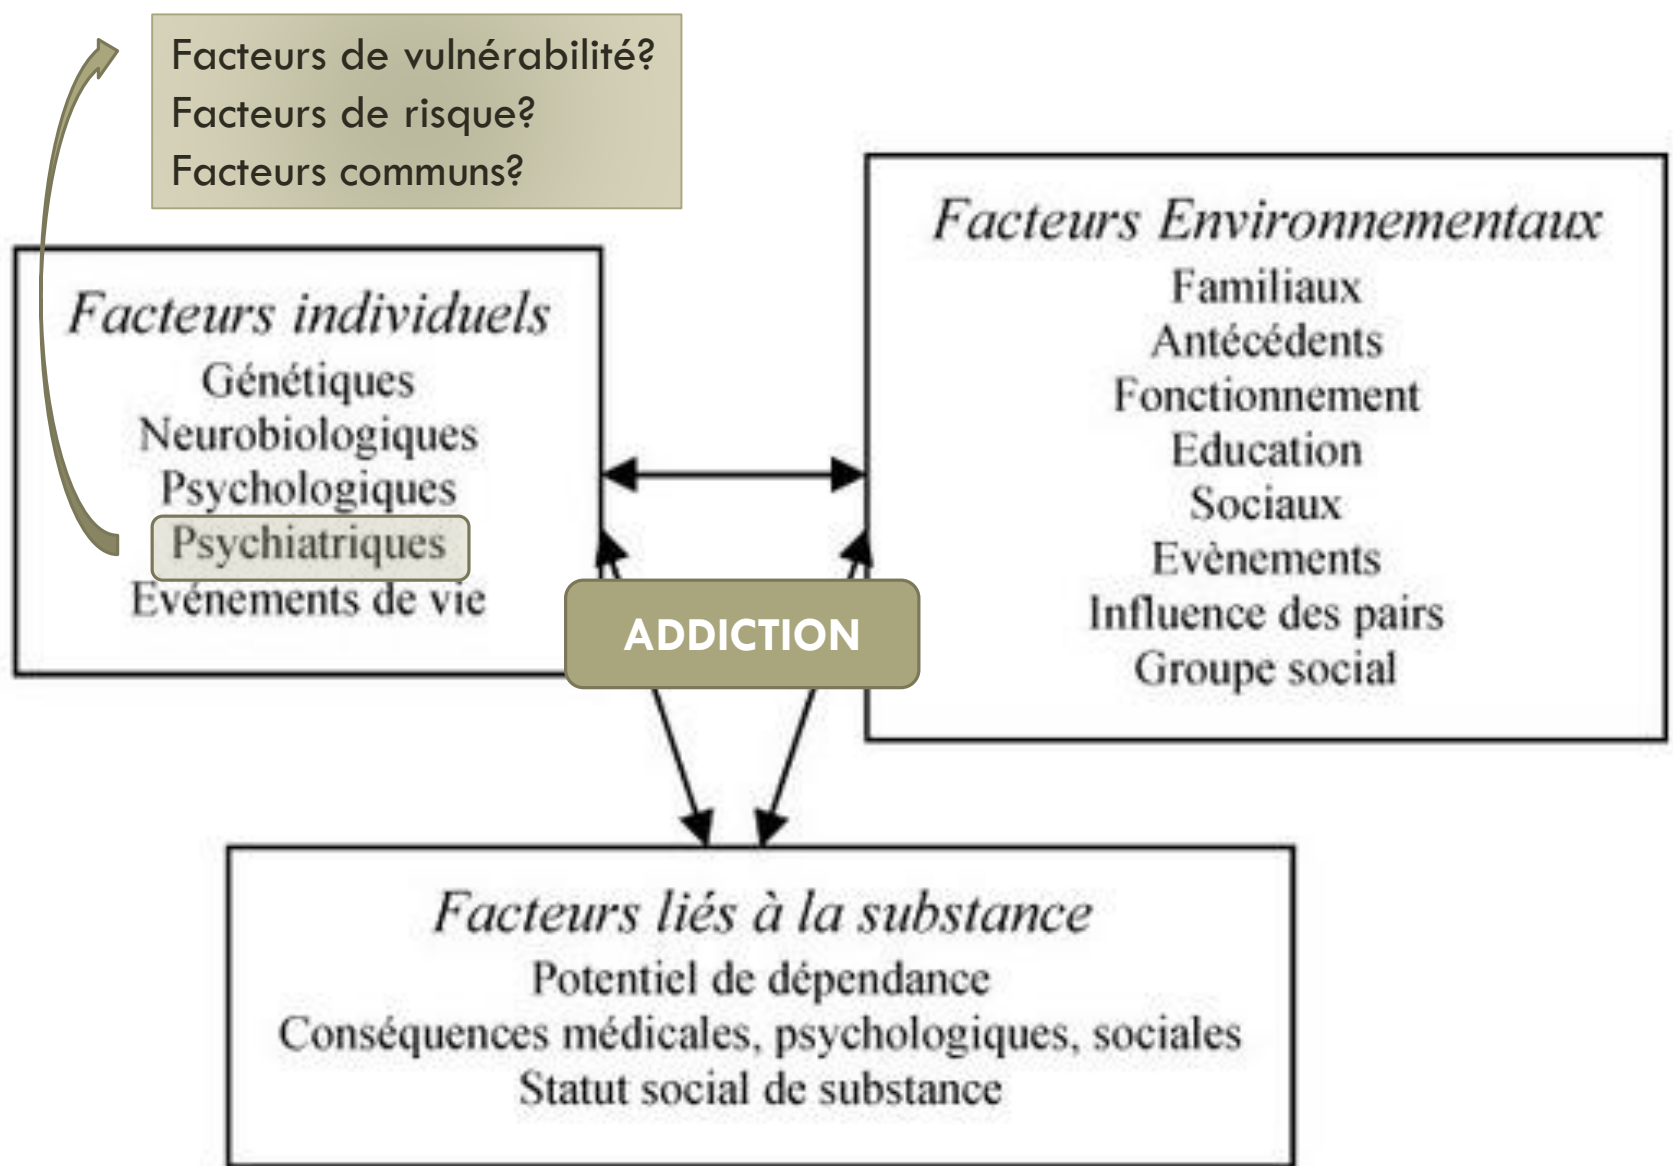 Facteurs de vulnérabilité?
Facteurs de risque?
Facteurs communs?
Facteurs individuels
Génétiques
Neurobiologiques
Psychologiques
Psychiatriques
Evénements de vie
Facteurs Environnementaux
Familiaux
Antécédents
Fonctionnement
Education
Sociaux
Evènements
Influence des pairs
Groupe social
ADDICTION
Facteurs liés à la substance
Potentiel de dépendance
Conséquences médicales, psychologiques, sociales
Statut social de substance